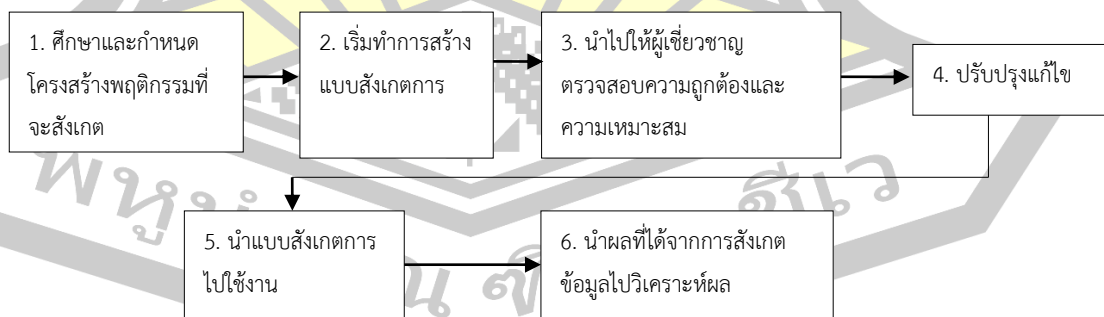 1. ศึกษาและกำหนด
โครงสร้างพฤติกรรมที่
จะสังเกต
2. เริ่มทำการสร้าง
แบบสังเกตการ
3. นำไปให้ผู้เชี่ยวชาญ
ตรวจสอบความถูกต้องและ
ความเหมาะสม
4. ปรับปรุงแก้ไข
5. นำแบบสังเกตการ
ไปใช้งาน
6. นำผลที่ได้จากการสังเกต
ข้อมูลไปวิเคราะห์ผล